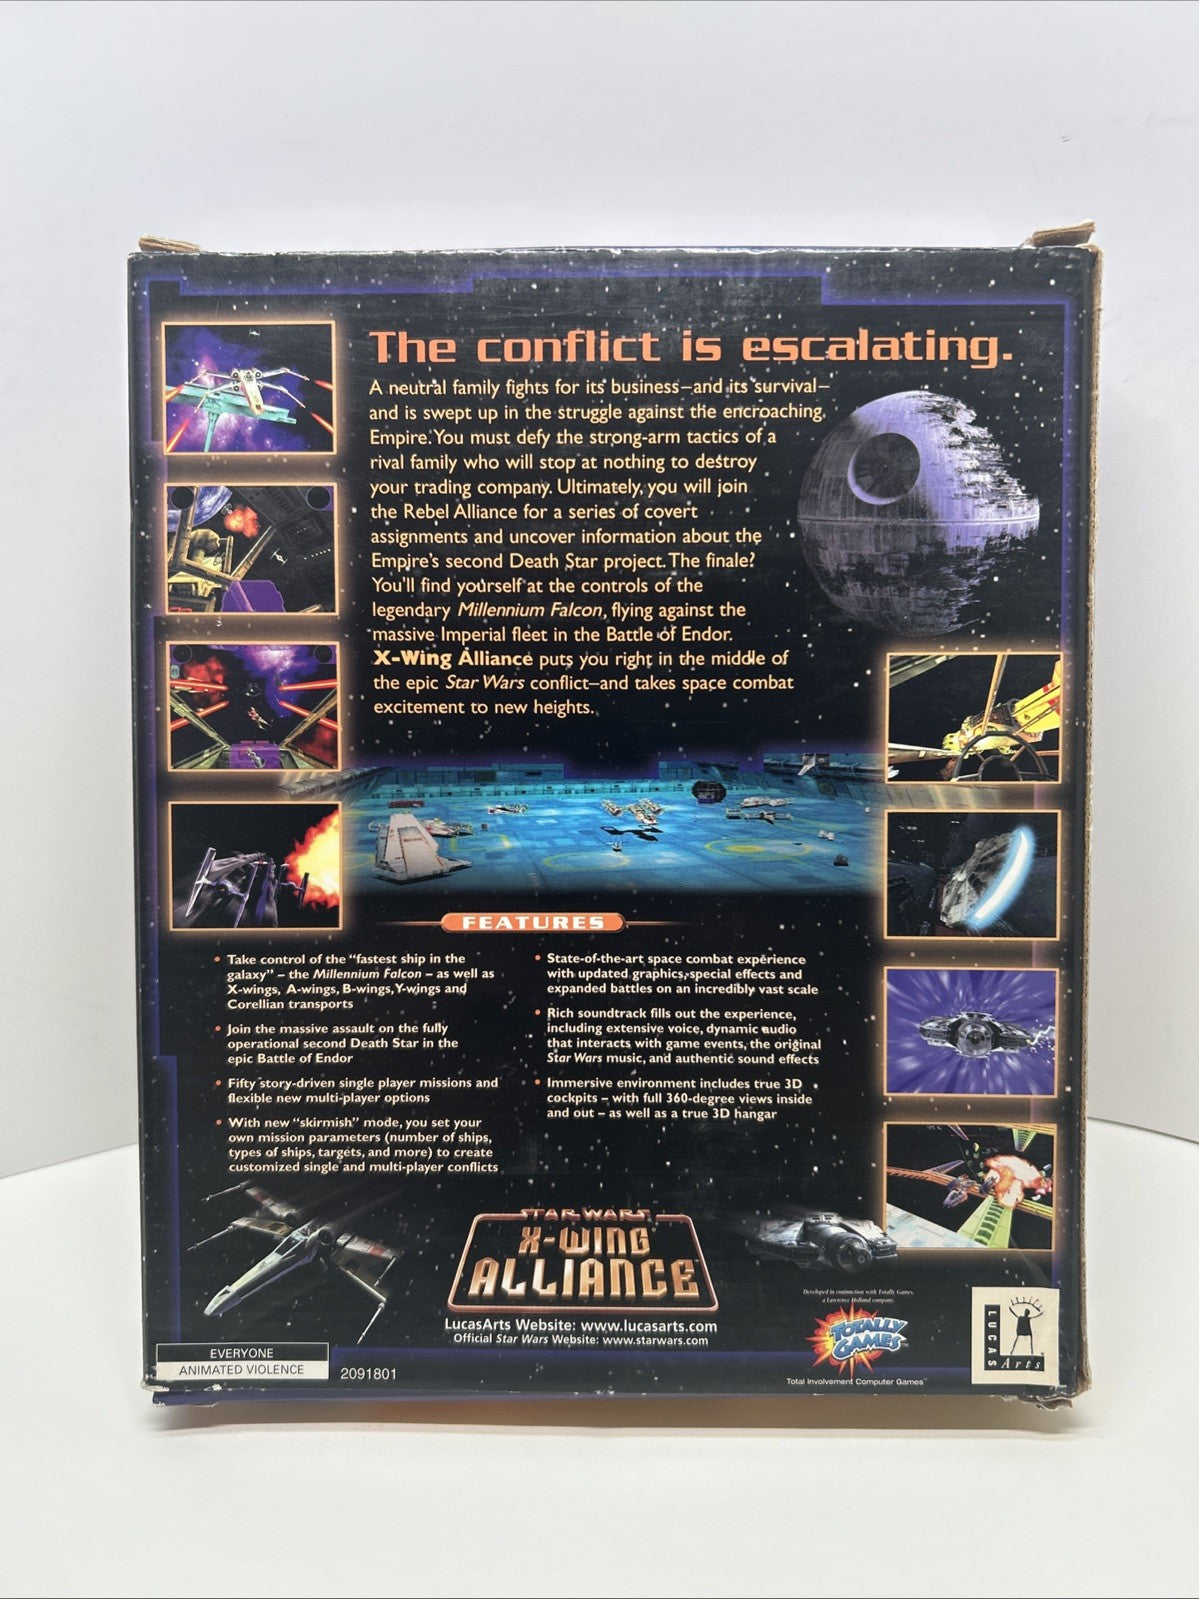 The conflict is escalating.
A neutral family fights for its business–and its survival–
and is swept up in the struggle against the encroaching
Empire. You must defy the strong-arm tactics of a
rival family who will stop at nothing to destroy
your trading company. Ultimately, you will join
the Rebel Alliance for a series of covert
assignments and uncover information about the
Empire's second Death Star project. The finale?
You'll find yourself at the controls of the
legendary Millennium Falcon, flying against the
massive Imperial fleet in the Battle of Endor.
X-Wing Alliance puts you right in the middle of
the epic Star Wars conflict–and takes space combat
excitement to new heights.
FEATURES
• Take control of the "fastest ship in the
galaxy" – the Millennium Falcon – as well as
X-wings, A-wings, B-wings, Y-wings and
Corellian transports
• Join the massive assault on the fully
operational second Death Star in the
epic Battle of Endor
• Fifty story-driven single player missions and
flexible new multi-player options
• With new "skirmish" mode, you set your
own mission parameters (number of ships,
types of ships, targets, and more) to create
customized single and multi-player conflicts
• State-of-the-art space combat experience
with updated graphics, special effects and
expanded battles on an incredibly vast scale
• Rich soundtrack fills out the experience,
including extensive voice, dynamic audio
that interacts with game events, the original
Star Wars music, and authentic sound effects
• Immersive environment includes true 3D
cockpits – with full 360-degree views inside
and out – as well as a true 3D hangar
STAR WARS
X-WING
ALLIANCE™
LucasArts Website: www.lucasarts.com
Official Star Wars Website: www.starwars.com
Developed in conjunction with Totally Games,
a Lawrence Holland company.
TOTALLY
GAMES™
Total Involvement Computer Games™
LUCAS
Arts
EVERYONE
ANIMATED VIOLENCE
2091801